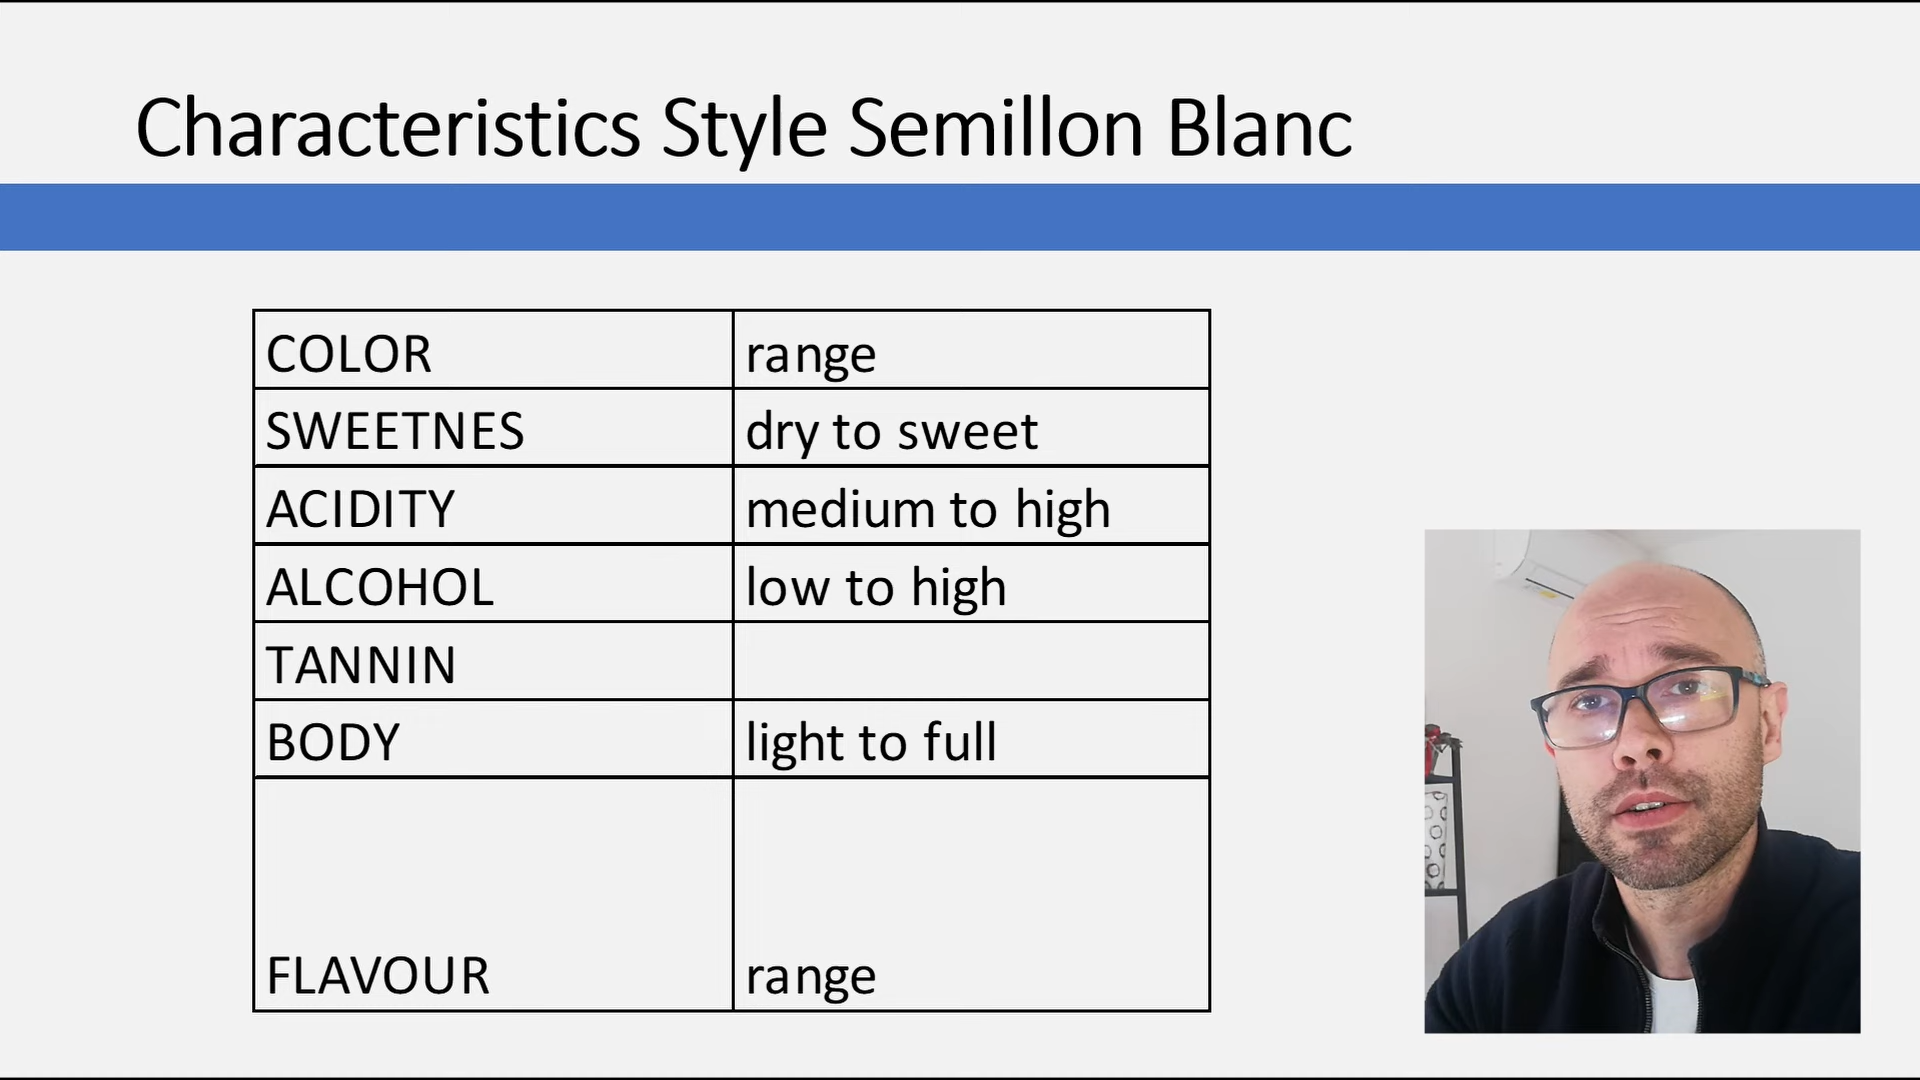 Characteristics Style Semillon Blanc
COLOR range
SWEETNES dry to sweet
ACIDITY medium to high
ALCOHOL low to high
TANNIN
BODY light to full
FLAVOUR range